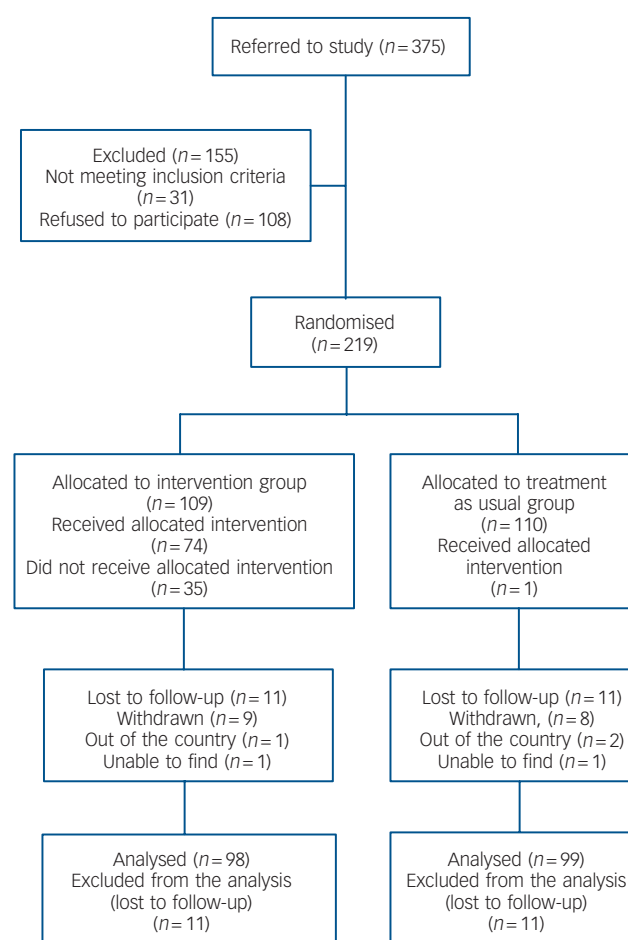 Referred to study (n=375)
Excluded (n=155)
Not meeting inclusion criteria
(n=31)
Refused to participate (n=108)
Randomised
(n=219)
Allocated to intervention group
(n=109)
Received allocated intervention
(n=74)
Did not receive allocated intervention
(n=35)
Allocated to treatment
as usual group
(n=110)
Received allocated
intervention
(n=1)
Lost to follow-up (n=11)
Withdrawn (n=9)
Out of the country (n=1)
Unable to find (n=1)
Lost to follow-up (n=11)
Withdrawn, (n=8)
Out of the country (n=2)
Unable to find (n=1)
Analysed (n=98)
Excluded from the analysis
(lost to follow-up)
(n=11)
Analysed (n=99)
Excluded from the analysis
(lost to follow-up)
(n=11)